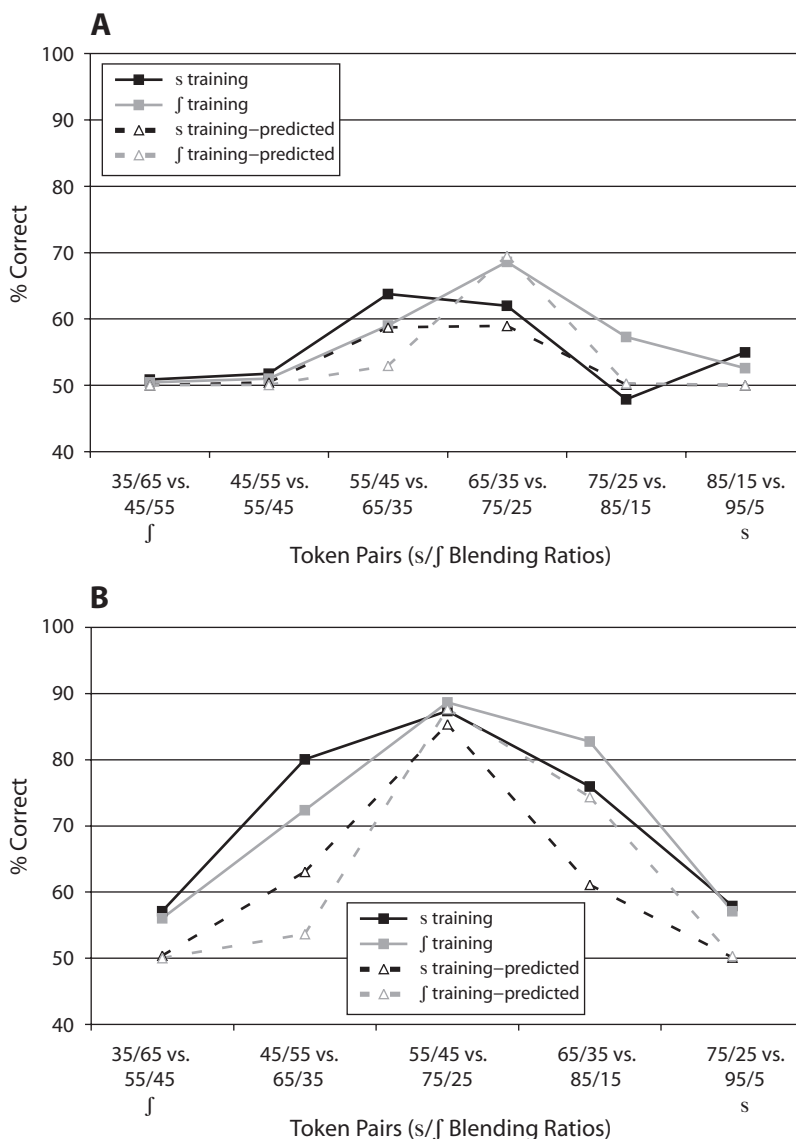 A
100
90
80
70
60
50
40
% Correct
s training
ʃ training
s training–predicted
ʃ training–predicted
35/65 vs. 45/55 vs. 55/45 vs. 65/35 vs. 75/25 vs. 85/15 vs.
45/55 55/45 65/35 75/25 85/15 95/5
ʃ s
Token Pairs (s/ʃ Blending Ratios)
B
100
90
80
70
60
50
40
% Correct
s training
ʃ training
s training–predicted
ʃ training–predicted
35/65 vs. 45/55 vs. 55/45 vs. 65/35 vs. 75/25 vs.
55/45 65/35 75/25 85/15 95/5
ʃ s
Token Pairs (s/ʃ Blending Ratios)